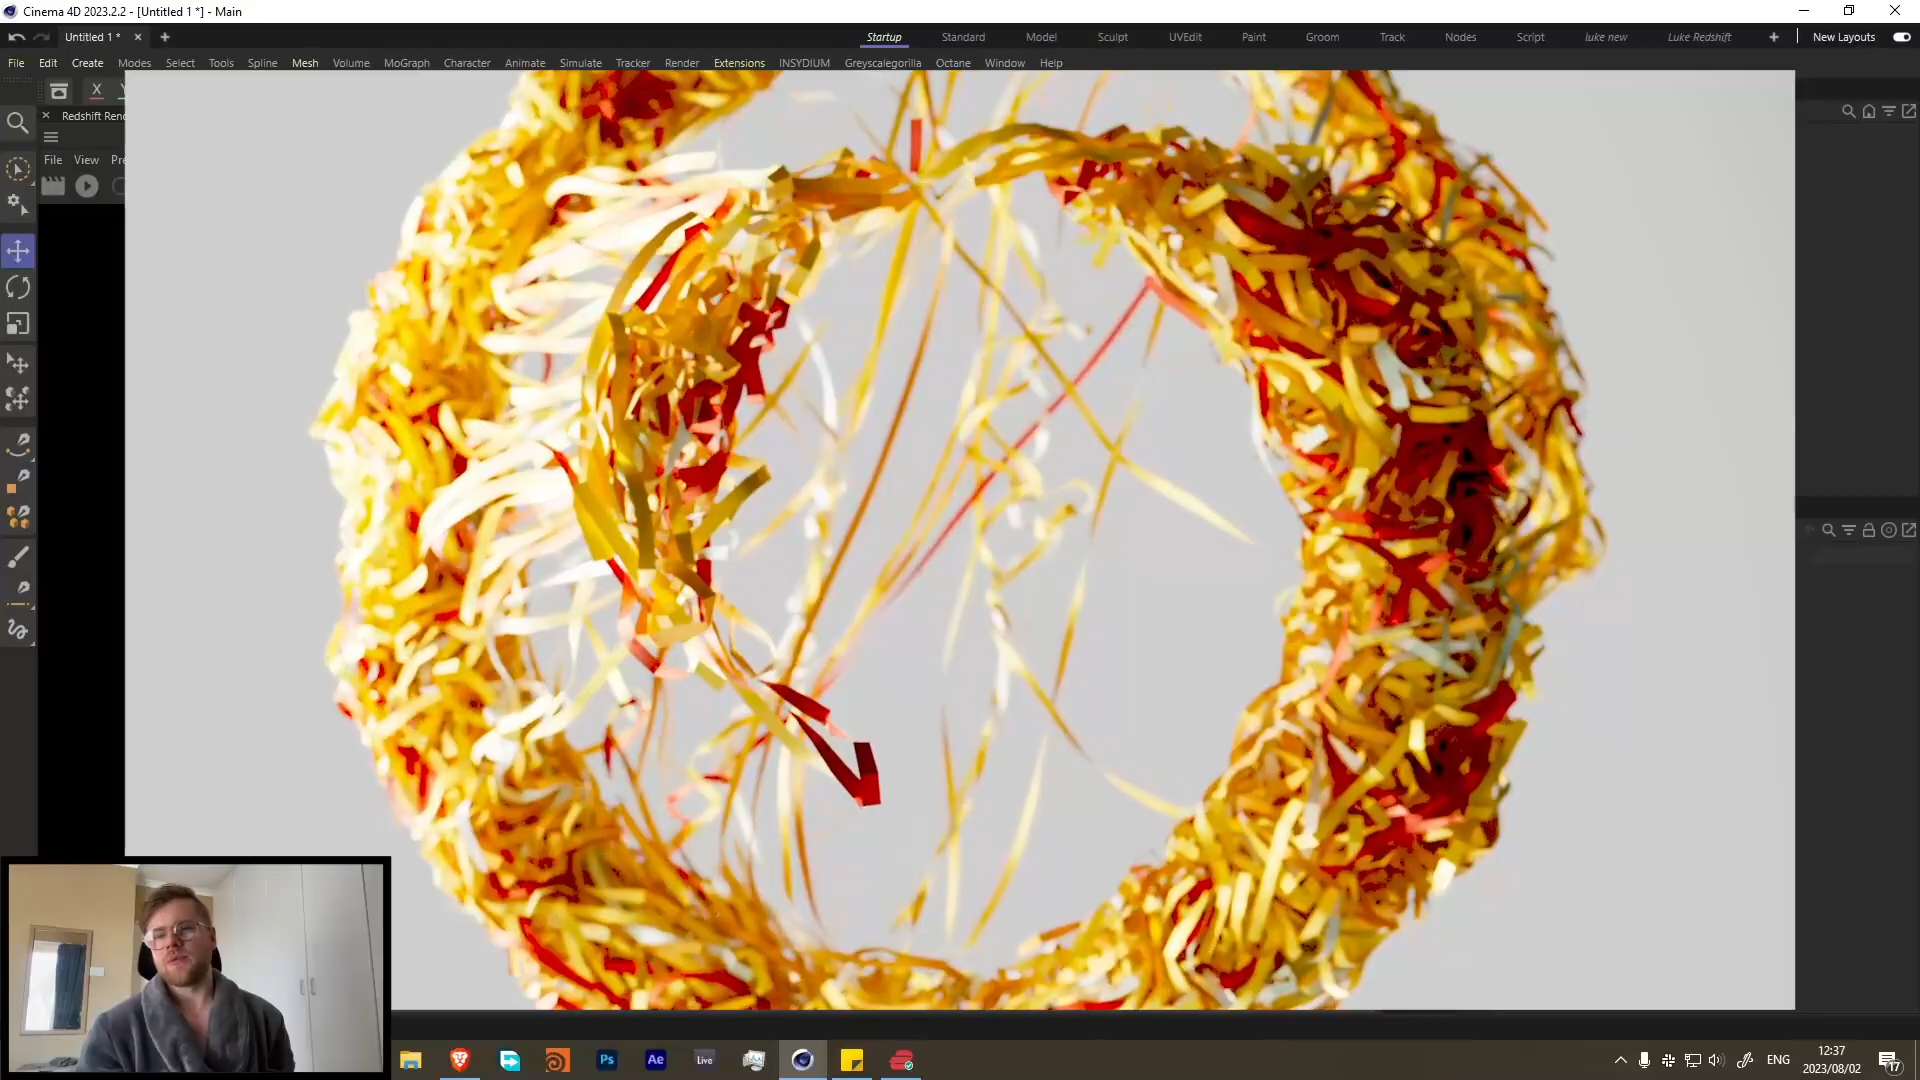 Cinema 4D 2023.2.2 - [Untitled 1 *] - Main
Untitled 1 *
Startup Standard Model Sculpt UVEdit Paint Groom Track Nodes Script luke new Luke Redshift New Layouts
File Edit Create Modes Select Tools Spline Mesh Volume MoGraph Character Animate Simulate Tracker Render Extensions INSYDIUM Greyscalegorilla Octane Window Help
X
Redshift Ren
File View Pre
Ps Ae Live
ENG
12:37
2023/08/02
17